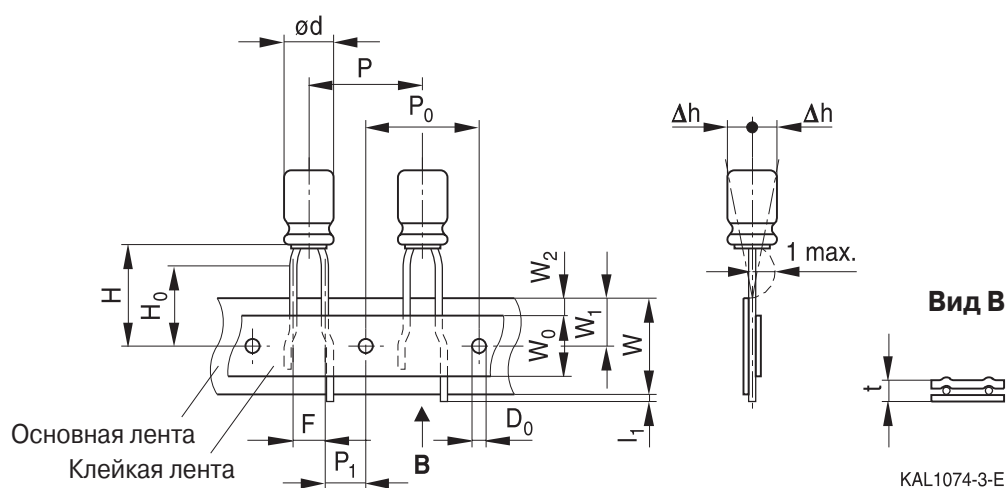 ød
P
P₀
Δh
Δh
H
H₀
W₂
W₁
W₀
W
1 max.
Вид B
t
Основная лента
F
D₀
l₁
Клейкая лента
P₁
B
KAL1074-3-E